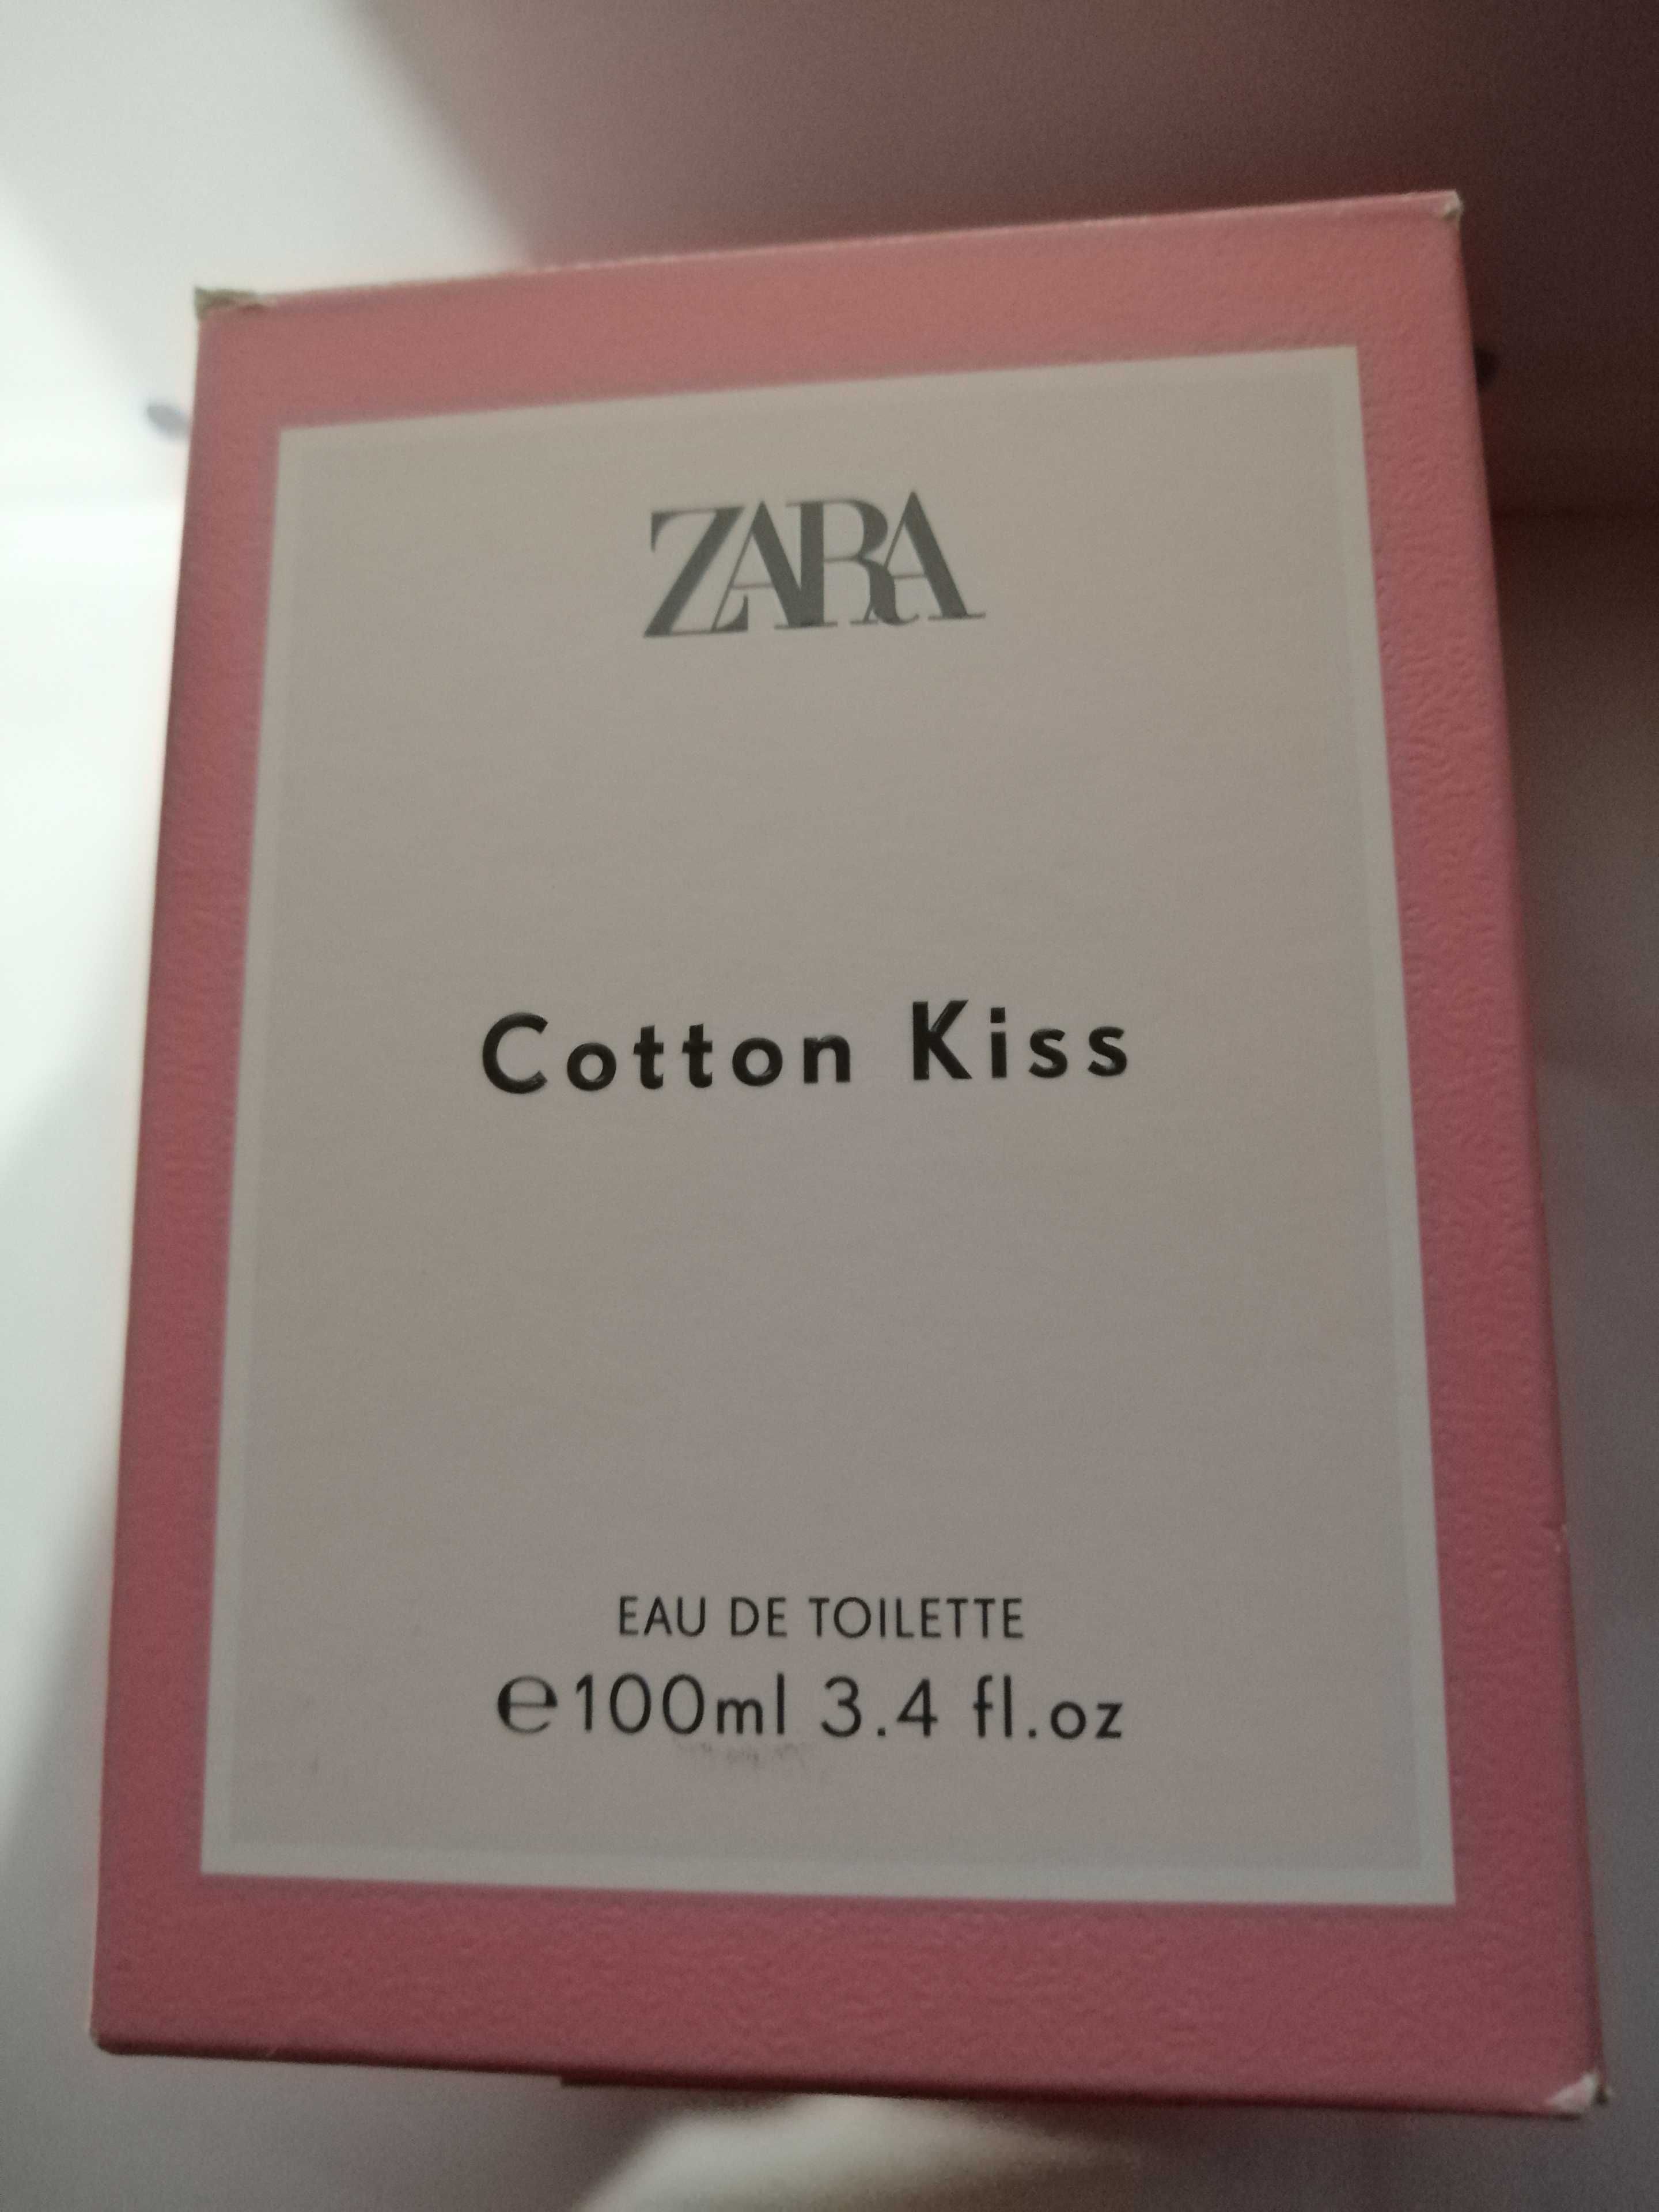 ZARA
Cotton Kiss
EAU DE TOILETTE
℮100ml 3.4 fl.oz